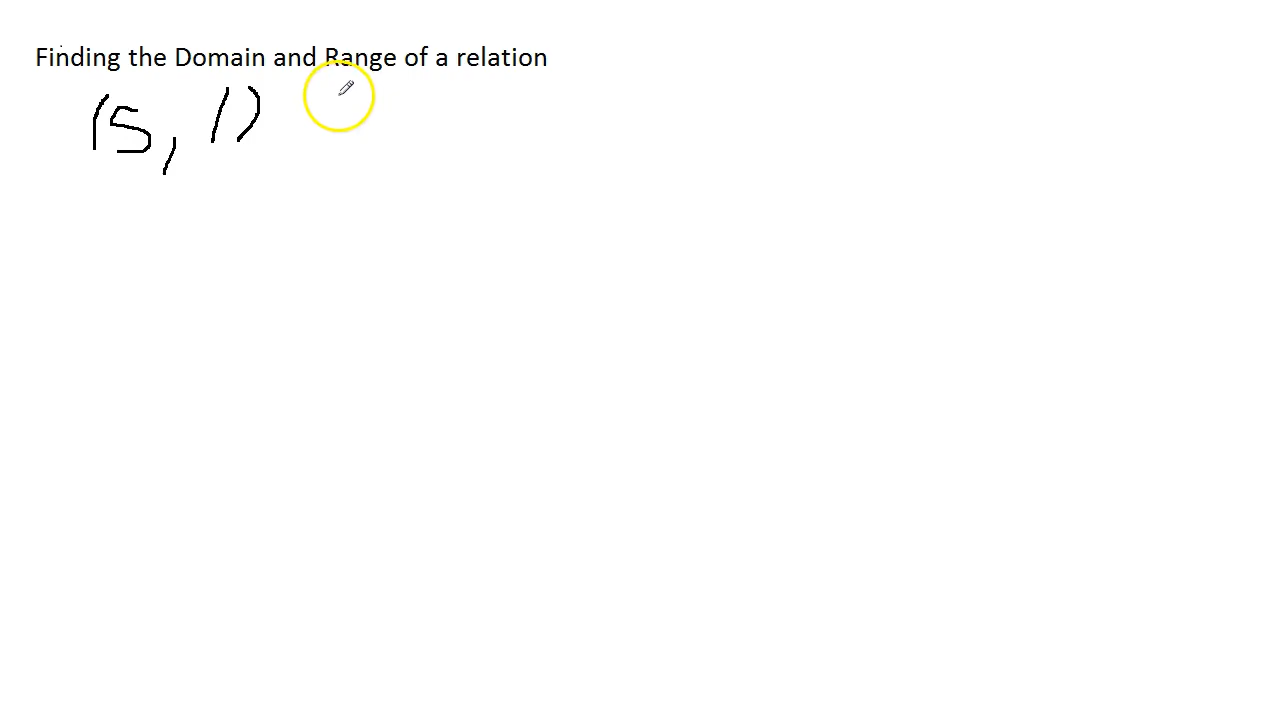 Finding the Domain and Range of a relation
(5, 1)